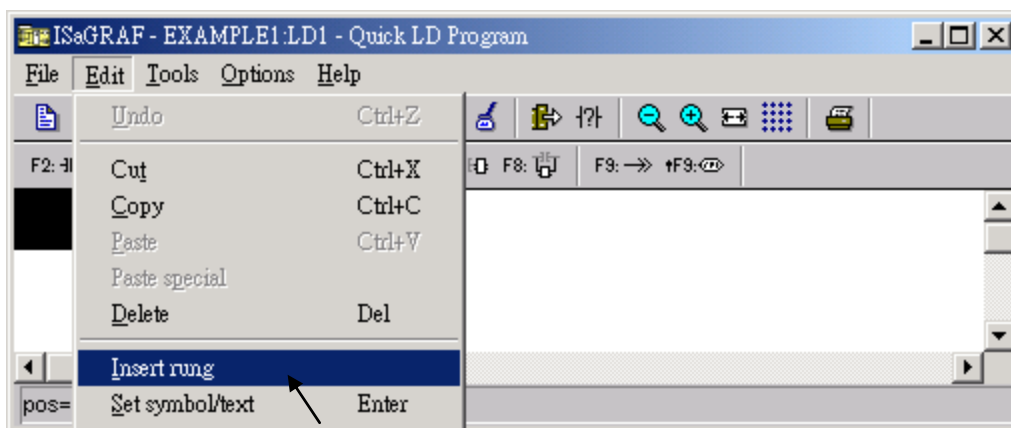 ISaGRAF - EXAMPLE1:LD1 - Quick LD Program
File Edit Tools Options Help
Undo Ctrl+Z
F2: F8: F9: F9:
Cut Ctrl+X
Copy Ctrl+C
Paste Ctrl+V
Paste special
Delete Del
Insert rung
pos=
Set symbol/text Enter